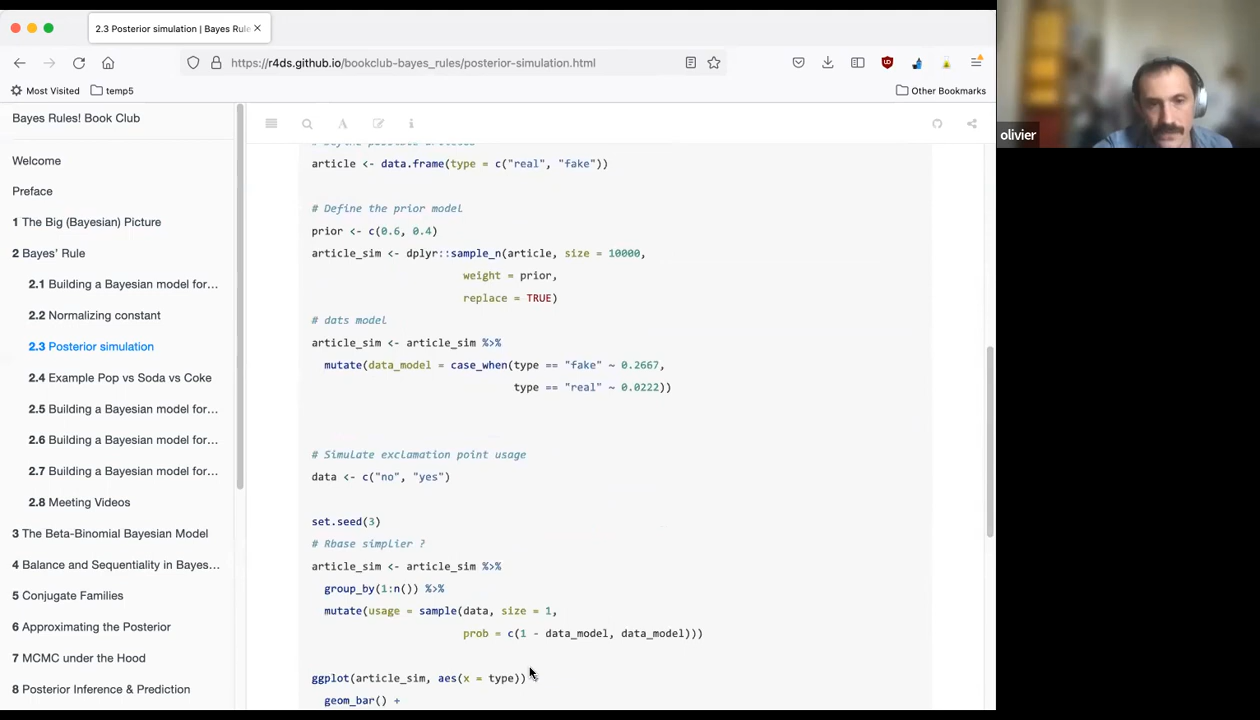 2.3 Posterior simulation | Bayes Rule
https://r4ds.github.io/bookclub-bayes_rules/posterior-simulation.html
Most Visited
temp5
Other Bookmarks
Bayes Rules! Book Club
Welcome
Preface
1 The Big (Bayesian) Picture
2 Bayes' Rule
2.1 Building a Bayesian model for...
2.2 Normalizing constant
2.3 Posterior simulation
2.4 Example Pop vs Soda vs Coke
2.5 Building a Bayesian model for...
2.6 Building a Bayesian model for...
2.7 Building a Bayesian model for...
2.8 Meeting Videos
3 The Beta-Binomial Bayesian Model
4 Balance and Sequentiality in Bayes...
5 Conjugate Families
6 Approximating the Posterior
7 MCMC under the Hood
8 Posterior Inference & Prediction
article <- data.frame(type = c("real", "fake"))
# Define the prior model
prior <- c(0.6, 0.4)
article_sim <- dplyr::sample_n(article, size = 10000,
weight = prior,
replace = TRUE)
# dats model
article_sim <- article_sim %>%
mutate(data_model = case_when(type == "fake" ~ 0.2667,
type == "real" ~ 0.0222))
# Simulate exclamation point usage
data <- c("no", "yes")
set.seed(3)
# Rbase simplier ?
article_sim <- article_sim %>%
group_by(1:n()) %>%
mutate(usage = sample(data, size = 1,
prob = c(1 - data_model, data_model)))
ggplot(article_sim, aes(x = type))
geom_bar() +
olivier